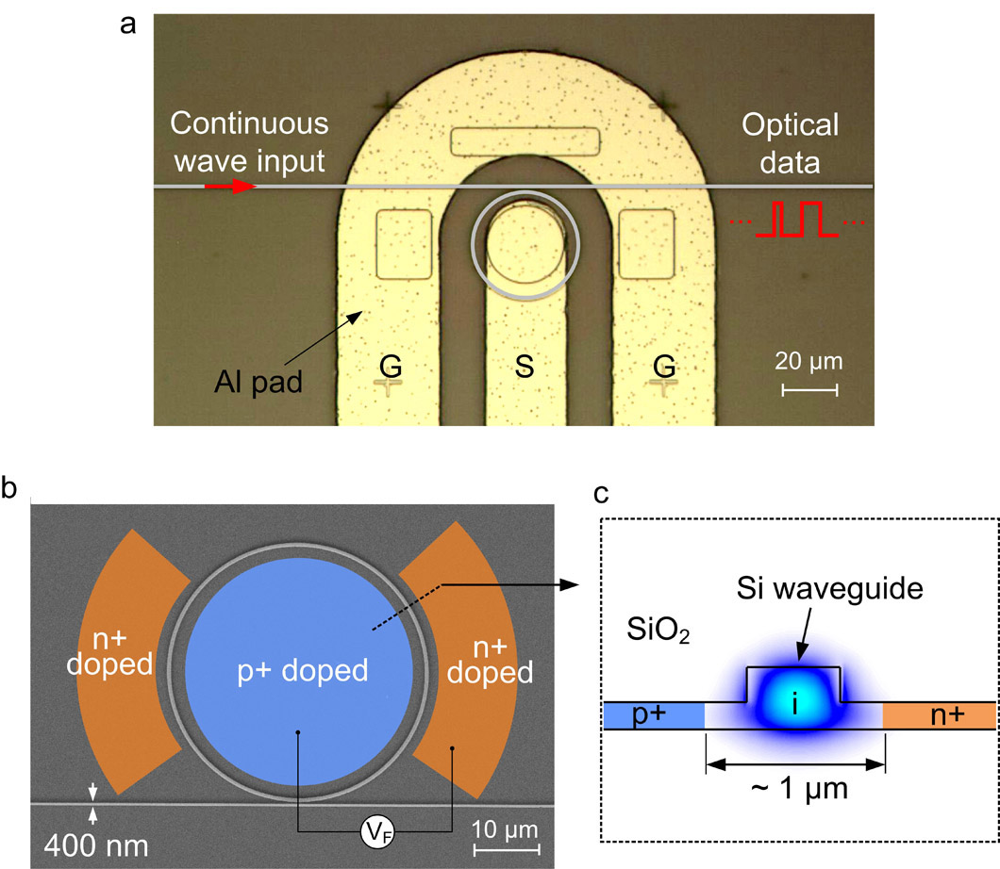 a
Continuous
wave input
Optical
data
Al pad
G
S
G
20 µm
b
n+
doped
p+ doped
n+
doped
V_F
400 nm
10 µm
c
Si waveguide
SiO₂
i
p+
n+
~ 1 µm